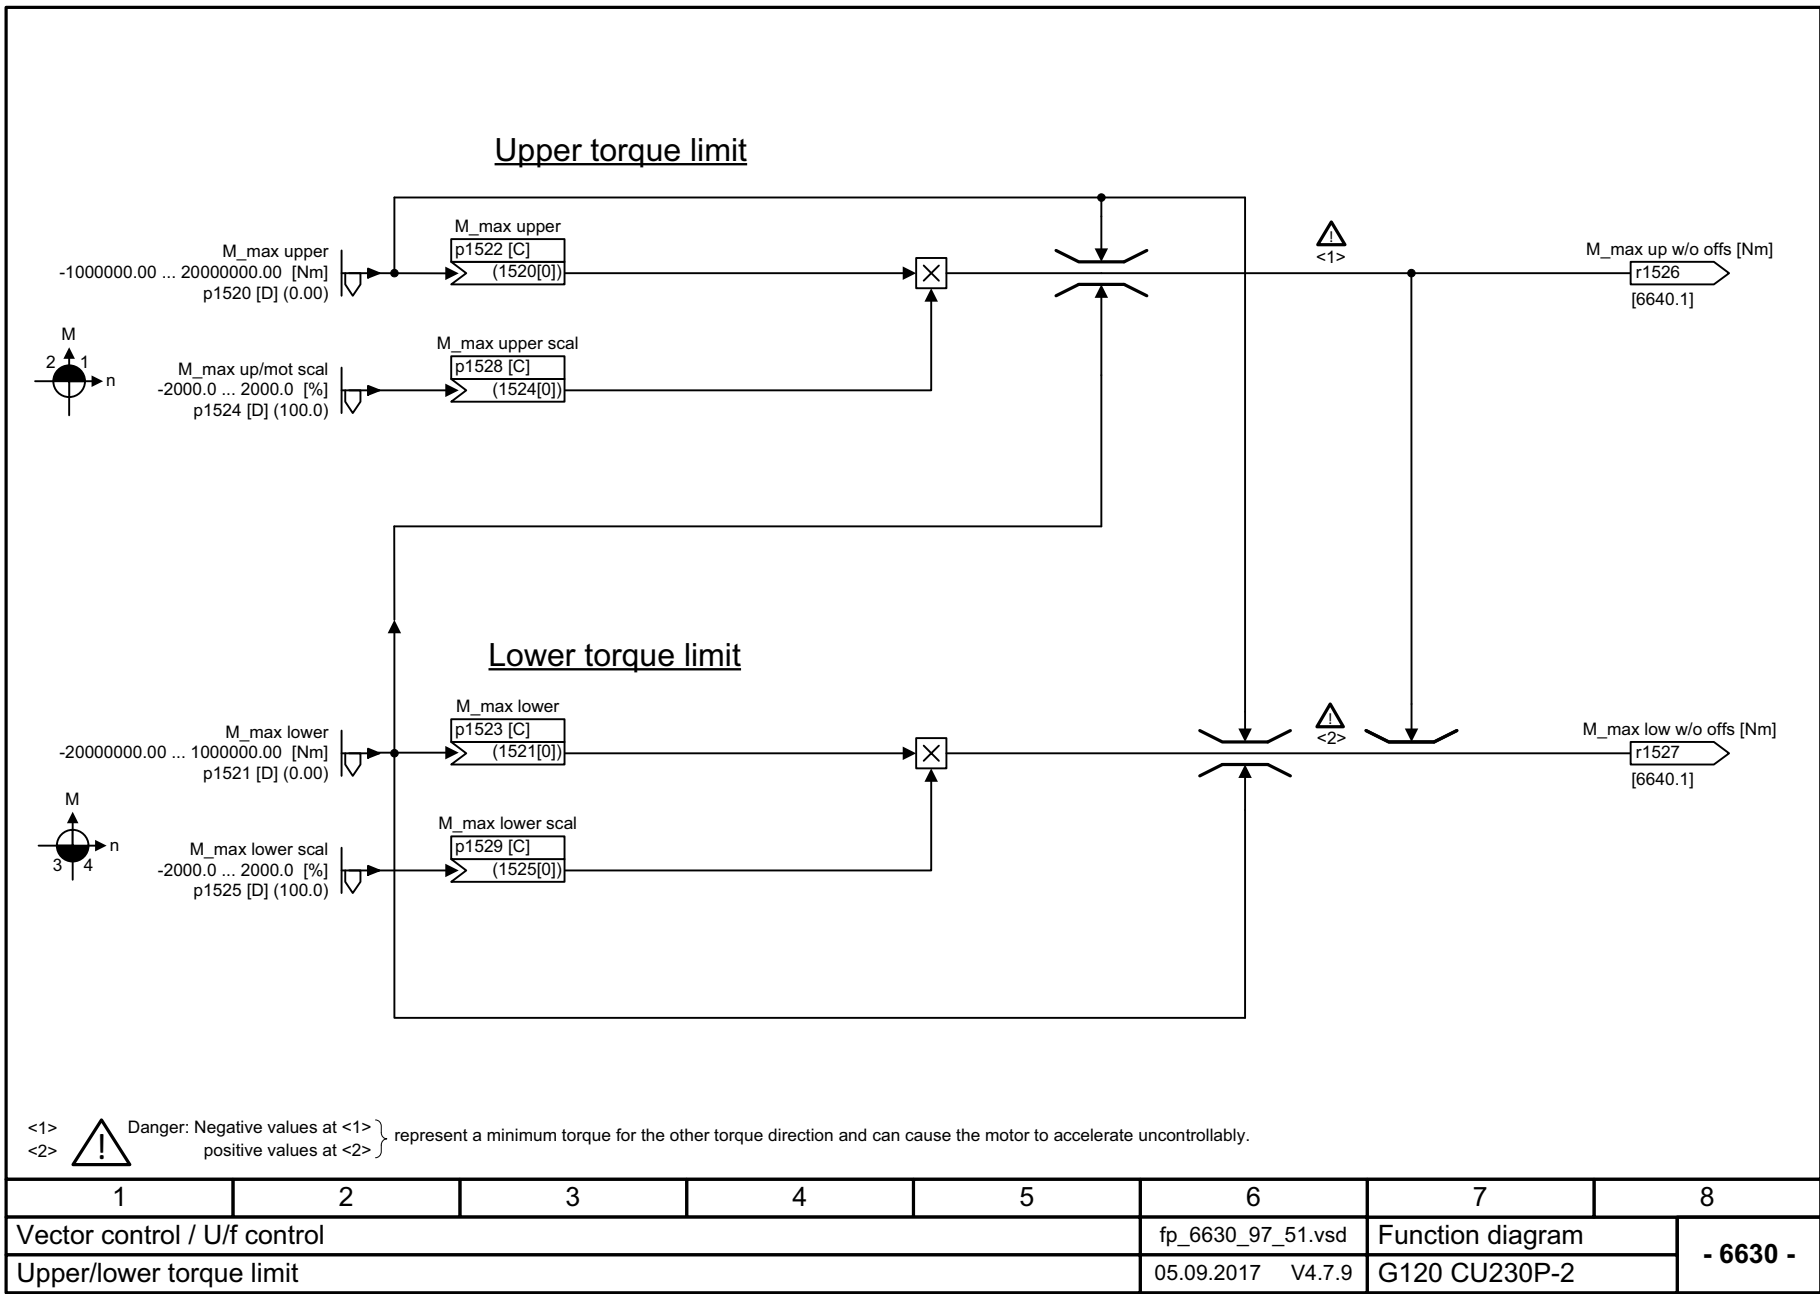 Upper torque limit
M_max upper
-1000000.00 ... 20000000.00 [Nm]
p1520 [D] (0.00)
M_max upper
p1522 [C]
(1520[0])
<1>
M_max up w/o offs [Nm]
r1526
[6640.1]
M
2 1
n
M_max up/mot scal
-2000.0 ... 2000.0 [%]
p1524 [D] (100.0)
M_max upper scal
p1528 [C]
(1524[0])
Lower torque limit
M_max lower
-20000000.00 ... 1000000.00 [Nm]
p1521 [D] (0.00)
M_max lower
p1523 [C]
(1521[0])
<2>
M_max low w/o offs [Nm]
r1527
[6640.1]
M
n
3 4
M_max lower scal
-2000.0 ... 2000.0 [%]
p1525 [D] (100.0)
M_max lower scal
p1529 [C]
(1525[0])
<1>
<2>
Danger: Negative values at <1>
positive values at <2>
represent a minimum torque for the other torque direction and can cause the motor to accelerate uncontrollably.
1 2 3 4 5 6 7 8
Vector control / U/f control
fp_6630_97_51.vsd
Function diagram
- 6630 -
Upper/lower torque limit
05.09.2017 V4.7.9
G120 CU230P-2